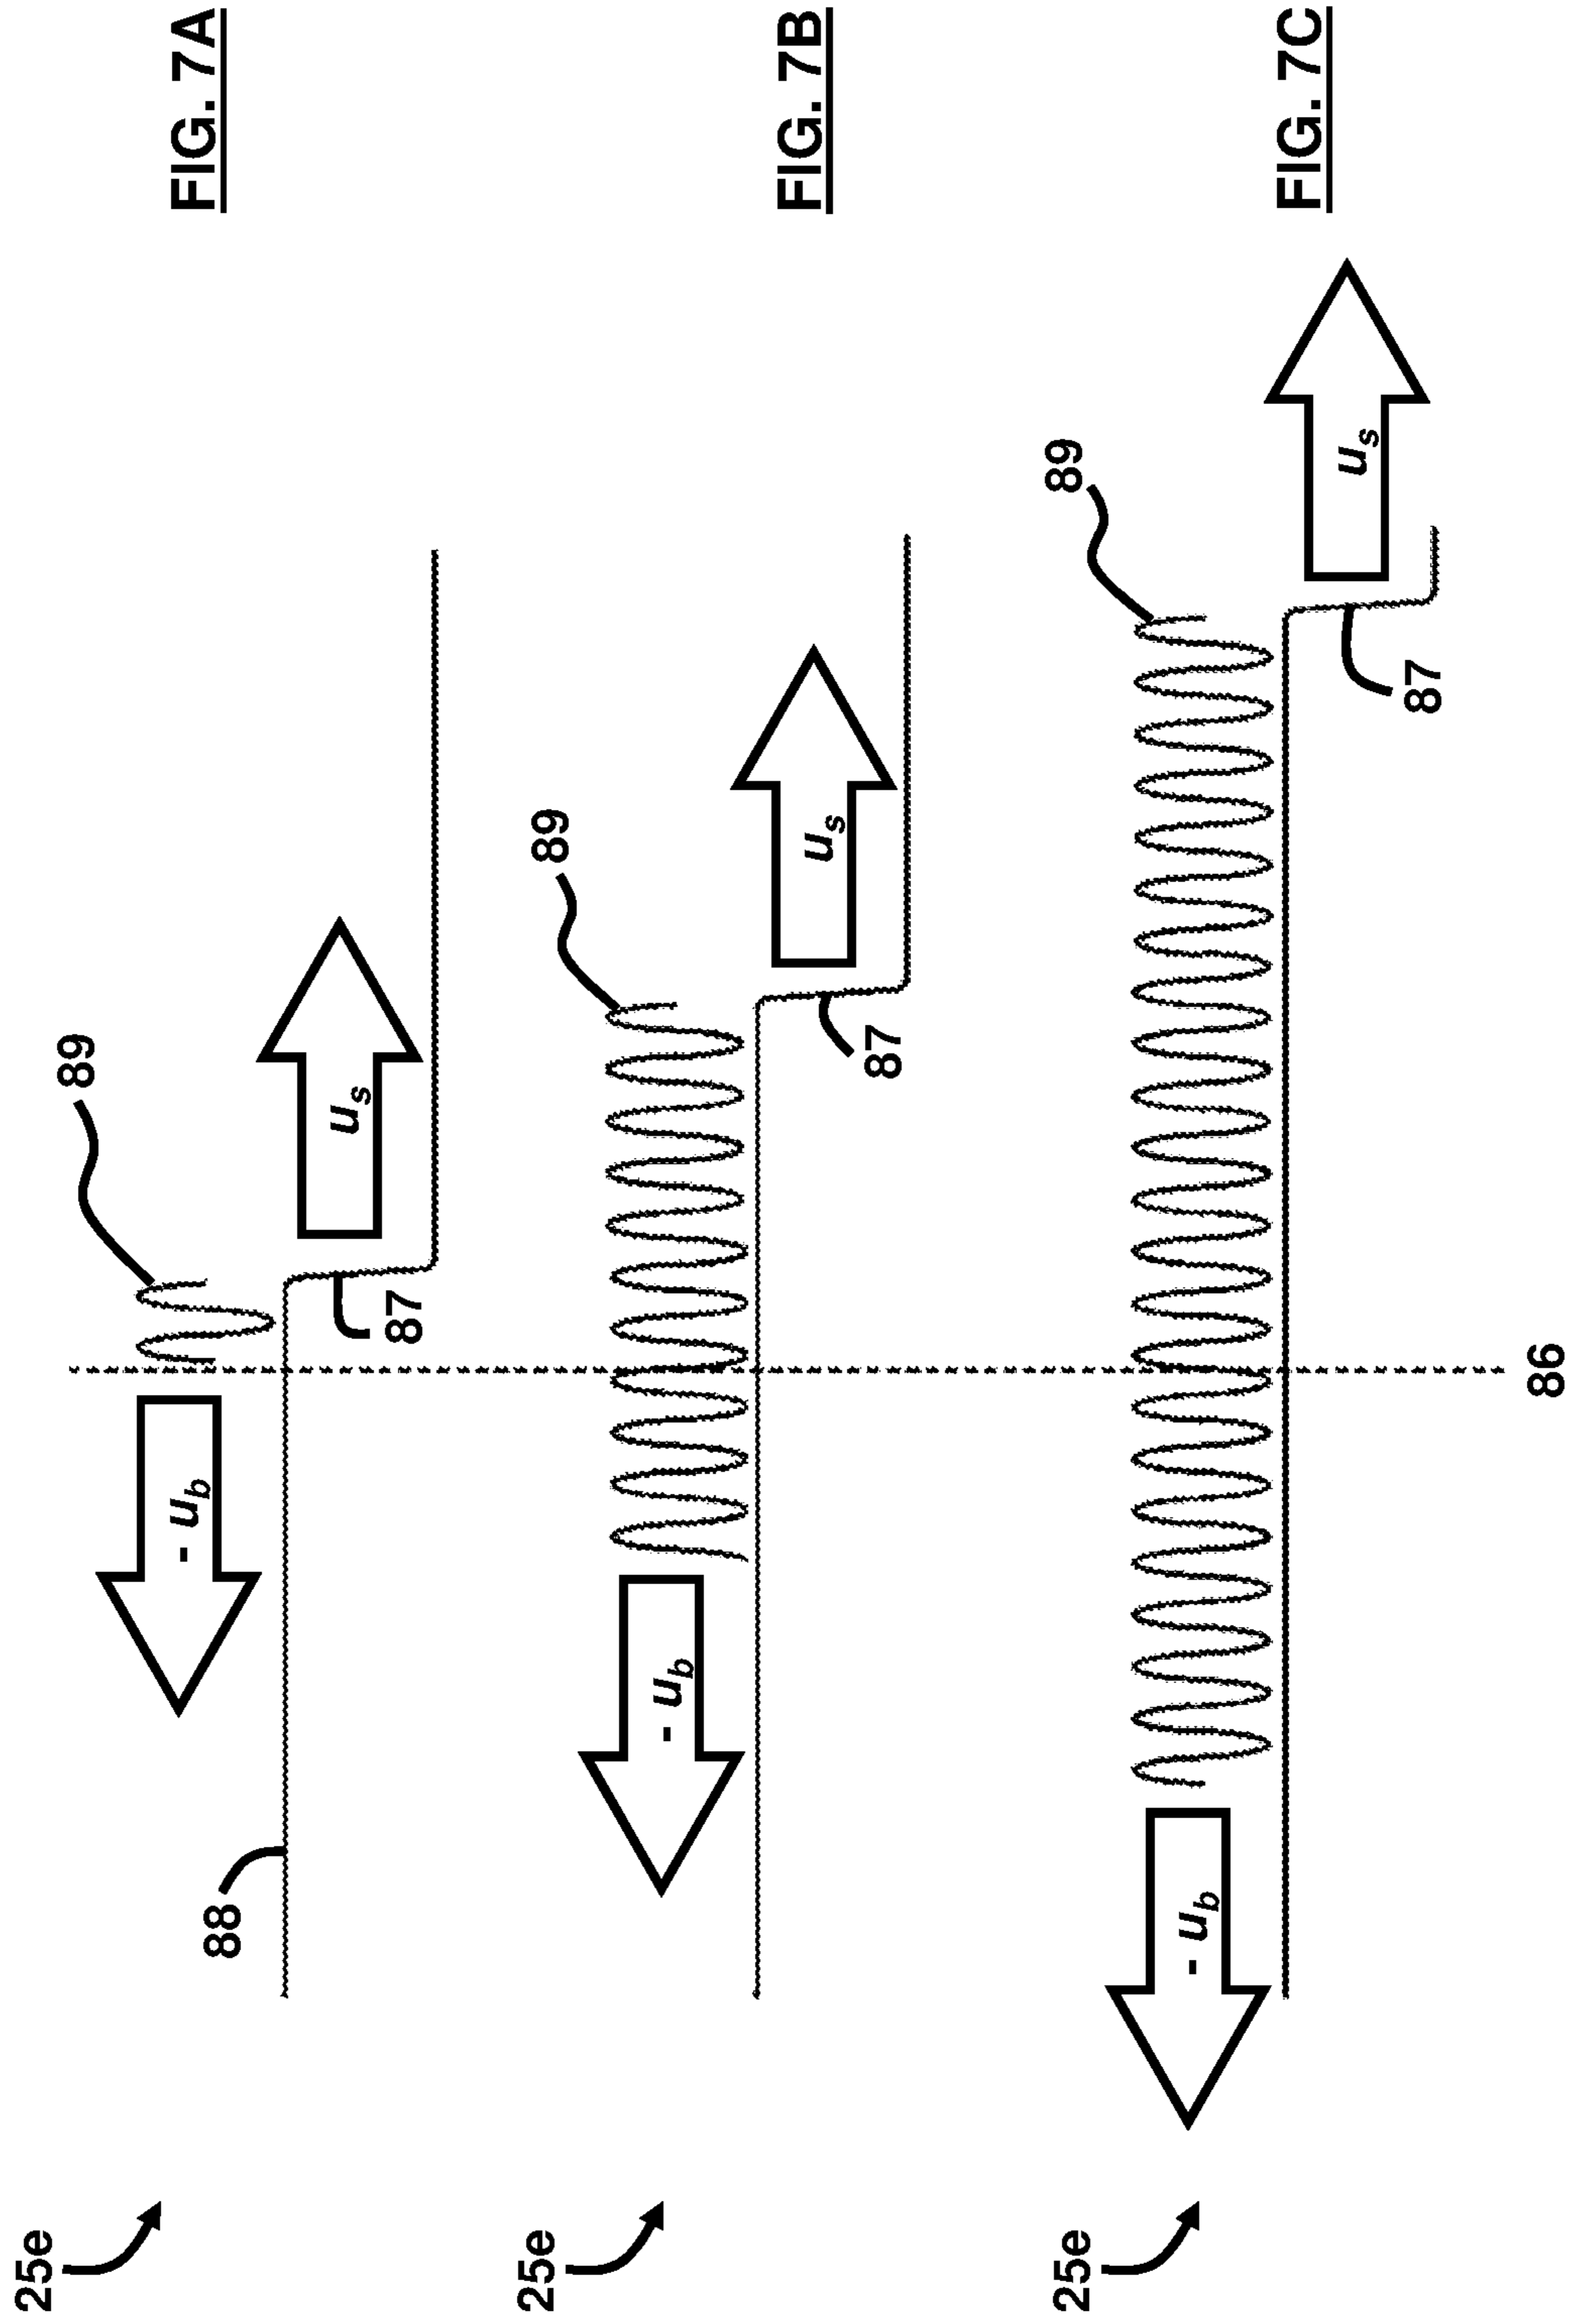 25e
88
- u_b
89
87
u_s
FIG. 7A
25e
- u_b
89
87
u_s
FIG. 7B
25e
- u_b
89
87
u_s
FIG. 7C
86